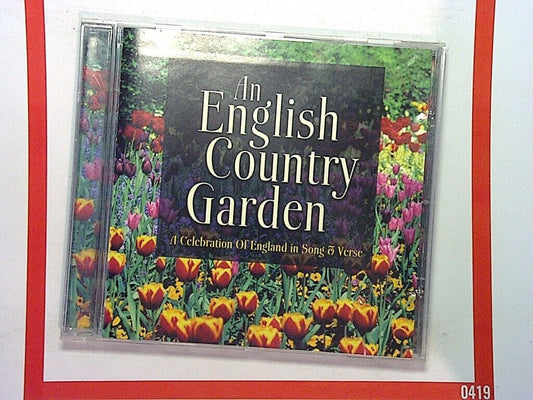 An
English
Country
Garden
A Celebration Of England in Song & Verse
0419